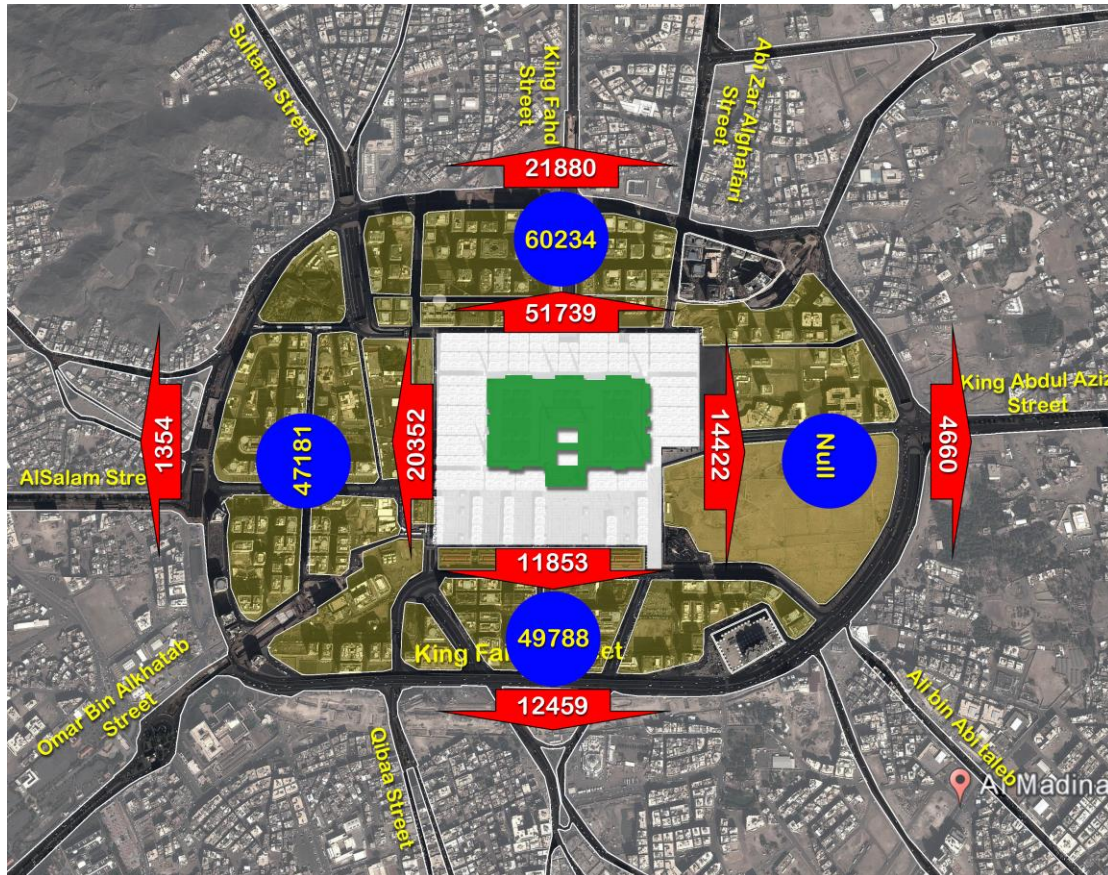 Sultana Street
King Fahd
Street
Abi Zar Alghafari
Street
21880
60234
51739
King Abdul Aziz
Street
1354
47181
20352
14422
Null
4660
AlSalam Stre
11853
49788
King Fa et
12459
Omar Bin Alkhatab
Street
Qibaa Street
Ali bin Abi taleb
Al Madina